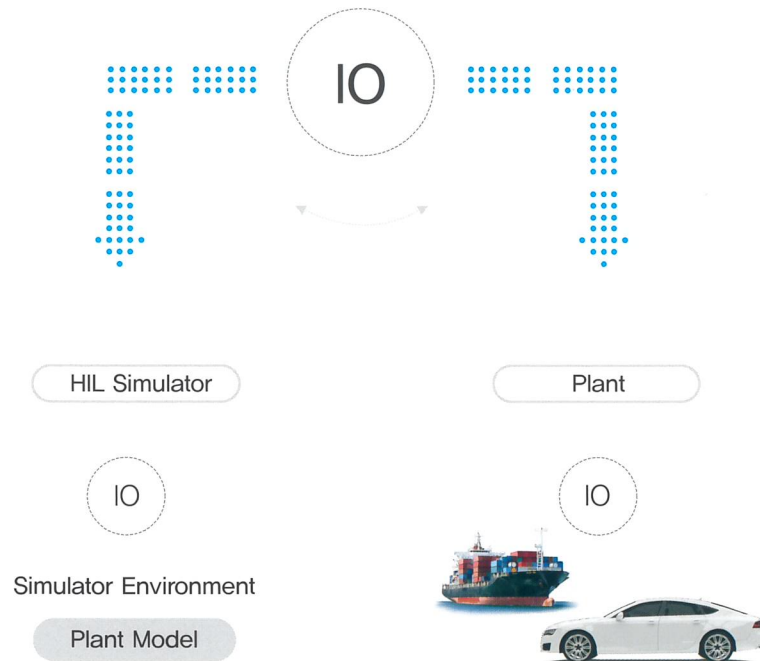 IO
HIL Simulator
Plant
IO
IO
Simulator Environment
Plant Model